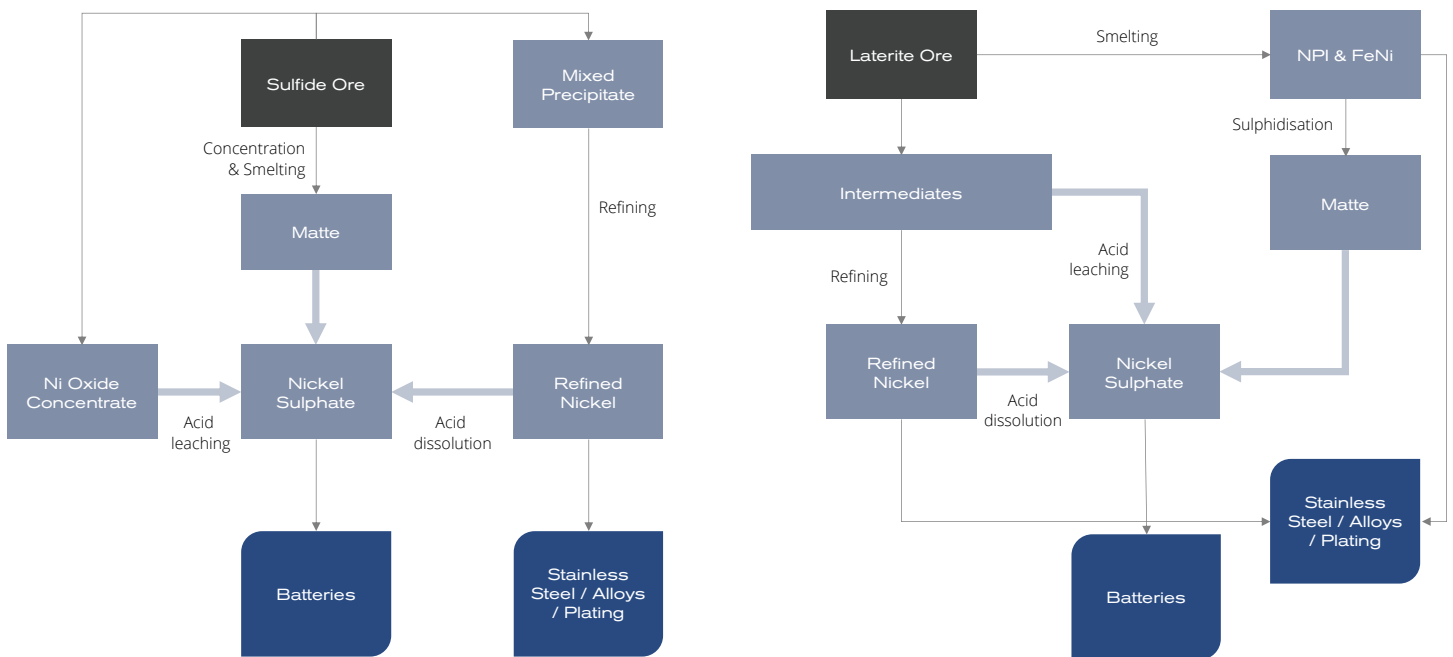 Sulfide Ore
Mixed
Precipitate
Concentration
& Smelting
Matte
Refining
Ni Oxide
Concentrate
Nickel
Sulphate
Refined
Nickel
Acid
leaching
Acid
dissolution
Batteries
Stainless
Steel / Alloys
/ Plating
Laterite Ore
Smelting
NPI & FeNi
Sulphidisation
Intermediates
Matte
Acid
leaching
Refining
Refined
Nickel
Nickel
Sulphate
Acid
dissolution
Stainless
Steel / Alloys
/ Plating
Batteries